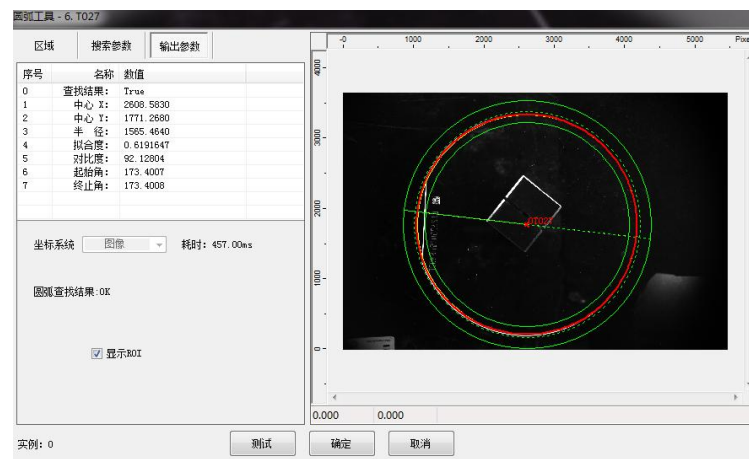 圆弧工具 - 6. T027
区域 搜索参数 输出参数
序号 名称 数值
0 查找结果: True
1 中心 X: 2608.5830
2 中心 Y: 1771.2680
3 半 径: 1565.4640
4 拟合度: 0.6191647
5 对比度: 92.12804
6 起始角: 173.4007
7 终止角: 173.4008
坐标系统 图像 耗时: 457.00ms
圆弧查找结果:OK
显示ROI
实例: 0
测试 确定 取消
-0 1000 2000 3000 4000 5000 Pixe
4000
3000
2000
1000
0
0.000 0.000